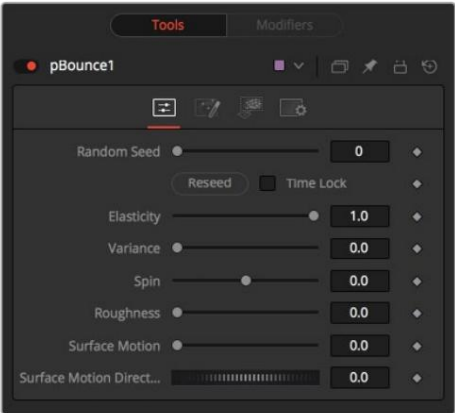 Tools Modifiers
pBounce1
Random Seed 0
Reseed Time Lock
Elasticity 1.0
Variance 0.0
Spin 0.0
Roughness 0.0
Surface Motion 0.0
Surface Motion Direct... 0.0